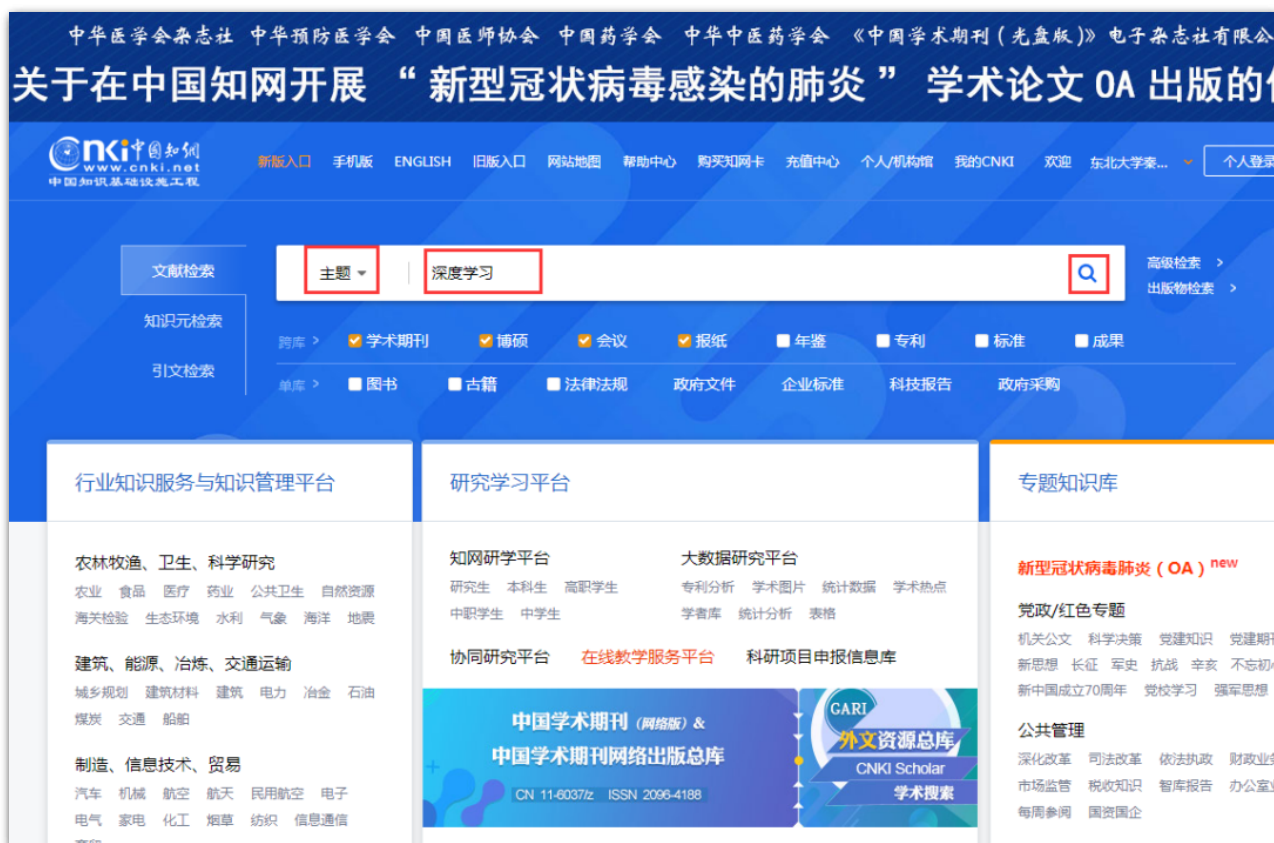 中华医学会杂志社 中华预防医学会 中国医师协会 中国药学会 中华中医药学会 《中国学术期刊(光盘版)》电子杂志社有限公
关于在中国知网开展 “新型冠状病毒感染的肺炎” 学术论文 OA 出版的
cnki中国知网
www.cnki.net
中国知识基础设施工程
新版入口 手机版 ENGLISH 旧版入口 网站地图 帮助中心 购买知网卡 充值中心 个人/机构馆 我的CNKI 欢迎 东北大学秦... 个人登录
文献检索 主题 深度学习 高级检索 >
出版物检索 >
知识元检索
跨库 > 学术期刊 博硕 会议 报纸 年鉴 专利 标准 成果
引文检索
单库 > 图书 古籍 法律法规 政府文件 企业标准 科技报告 政府采购
行业知识服务与知识管理平台
农林牧渔、卫生、科学研究
农业 食品 医疗 药业 公共卫生 自然资源
海关检验 生态环境 水利 气象 海洋 地震
建筑、能源、冶炼、交通运输
城乡规划 建筑材料 建筑 电力 冶金 石油
煤炭 交通 船舶
制造、信息技术、贸易
汽车 机械 航空 航天 民用航空 电子
电气 家电 化工 烟草 纺织 信息通信
研究学习平台
知网研学平台 大数据研究平台
研究生 本科生 高职学生 专利分析 学术图片 统计数据 学术热点
中职学生 中学生 学者库 统计分析 表格
协同研究平台 在线教学服务平台 科研项目申报信息库
中国学术期刊(网络版)&
中国学术期刊网络出版总库
CN 11-6037/z ISSN 2096-4188
GARI
外文资源总库
CNKI Scholar
学术搜索
专题知识库
新型冠状病毒肺炎(OA)new
党政/红色专题
机关公文 科学决策 党建知识 党建期刊
新思想 长征 军史 抗战 辛亥 不忘初心
新中国成立70周年 党校学习 强军思想
公共管理
深化改革 司法改革 依法执政 财政业务
市场监管 税收知识 智库报告 办公室业
每周参阅 国资国企